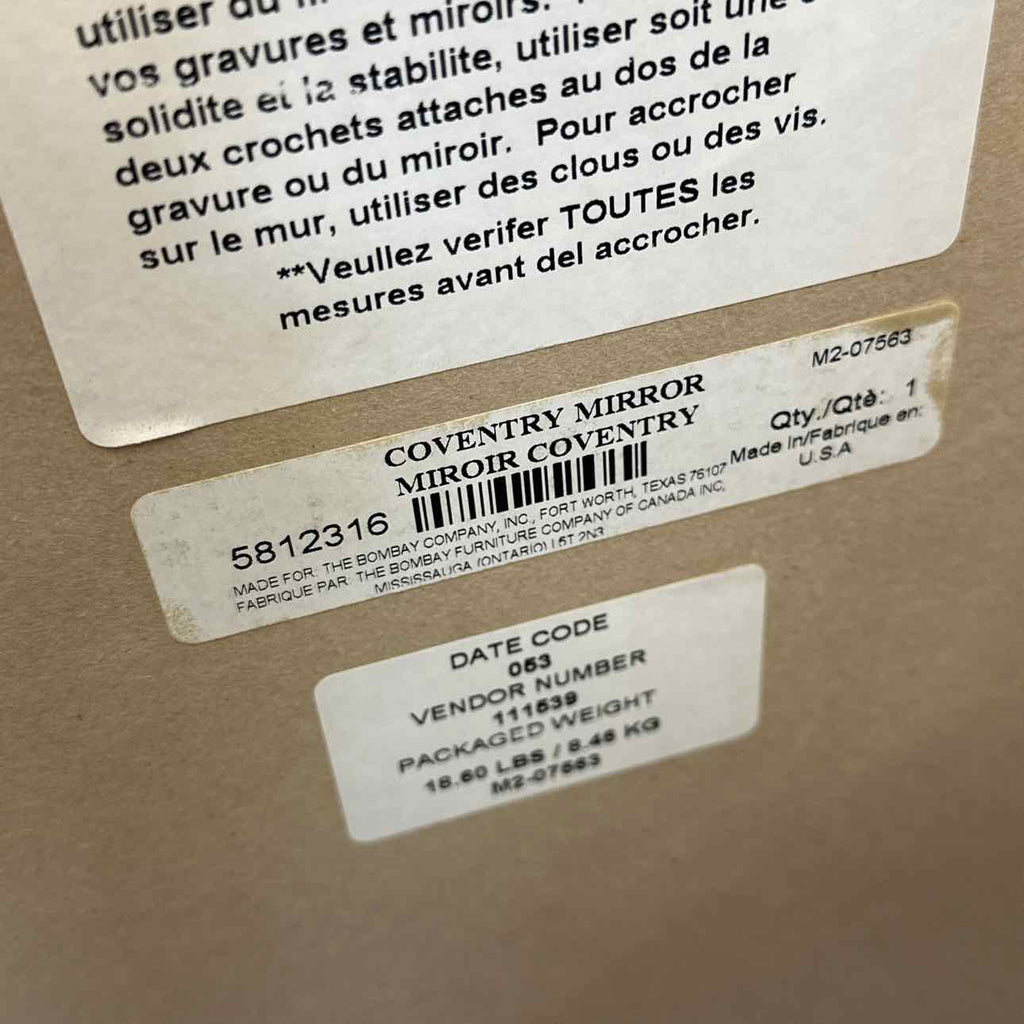 utiliser du
vos gravures et miroirs.
solidite et la stabilite, utiliser soit une
deux crochets attaches au dos de la
gravure ou du miroir. Pour accrocher
sur le mur, utiliser des clous ou des vis.
**Veullez verifer TOUTES les
mesures avant del accrocher.
M2-07563
COVENTRY MIRROR
MIROIR COVENTRY
Qty./Qtè: 1
Made in/Fabrique en:
U.S.A
5812316
MADE FOR: THE BOMBAY COMPANY, INC., FORT WORTH, TEXAS 76107
FABRIQUE PAR: THE BOMBAY FURNITURE COMPANY OF CANADA INC,
MISSISSAUGA (ONTARIO) L5T 2N3
DATE CODE
053
VENDOR NUMBER
111539
PACKAGED WEIGHT
18.60 LBS / 8.46 KG
M2-07563